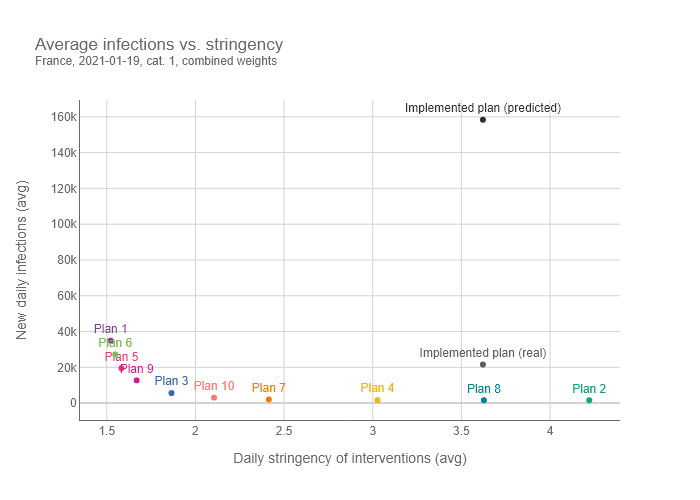 Average infections vs. stringency
France, 2021-01-19, cat. 1, combined weights
Implemented plan (predicted)
160k
140k
120k
100k
80k
60k
40k
20k
0
New daily infections (avg)
Plan 1
Plan 6
Plan 5
Plan 9
Plan 3
Plan 10
Plan 7
Plan 4
Implemented plan (real)
Plan 8
Plan 2
1.5
2
2.5
3
3.5
4
Daily stringency of interventions (avg)